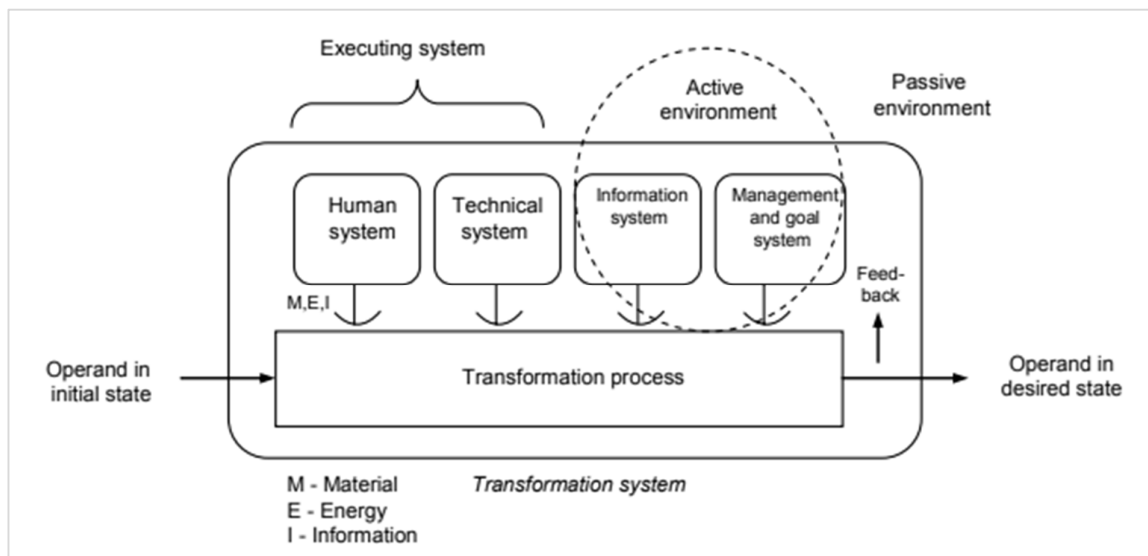 Executing system
Active
environment
Passive
environment
Human
system
Technical
system
Information
system
Management
and goal
system
M,E,I
Feed-
back
Operand in
initial state
Transformation process
Operand in
desired state
M - Material
E - Energy
I - Information
Transformation system